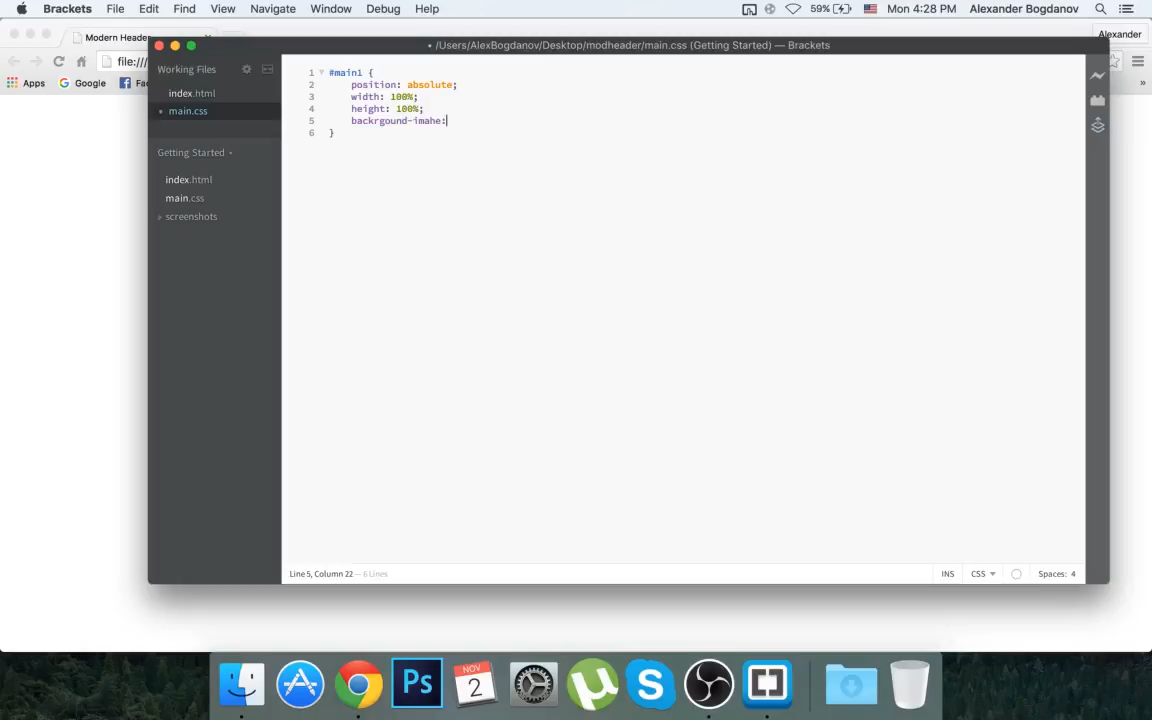 Brackets File Edit Find View Navigate Window Debug Help 59% Mon 4:28 PM Alexander Bogdanov
Modern Header
Alexander
• /Users/AlexBogdanov/Desktop/modheader/main.css (Getting Started) — Brackets
file:///
Apps Google
Working Files
index.html
main.css
Getting Started
index.html
main.css
screenshots
1 #main1 {
2 position: absolute;
3 width: 100%;
4 height: 100%;
5 backrgound-imahe:
6 }
Line 5, Column 22 — 6 Lines
INS CSS Spaces: 4
Ps
NOV
2